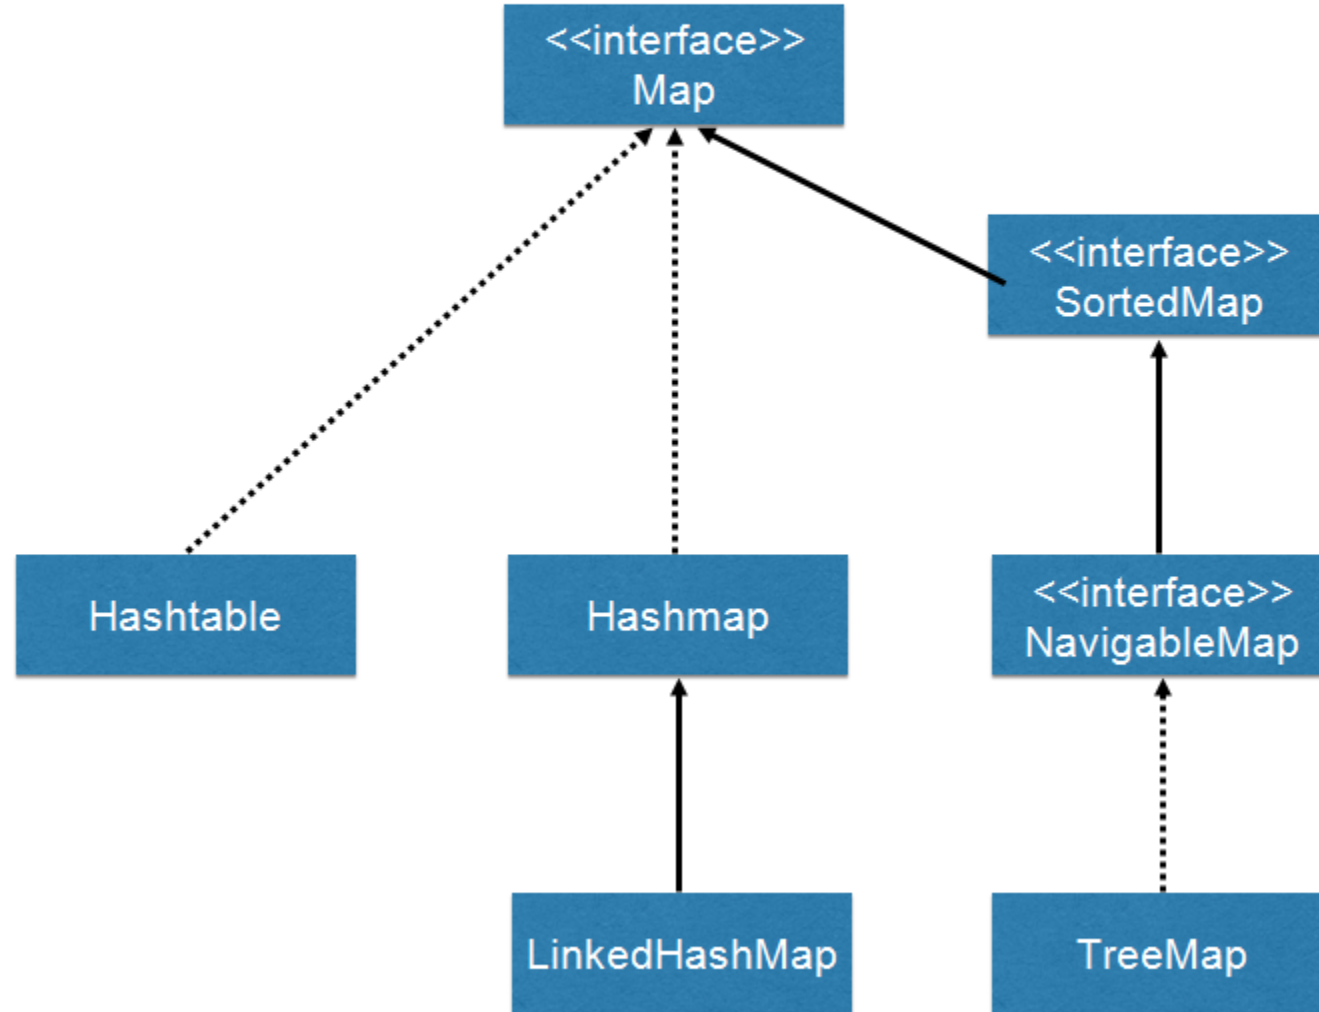 <<interface>>
Map
<<interface>>
SortedMap
Hashtable
Hashmap
<<interface>>
NavigableMap
LinkedHashMap
TreeMap